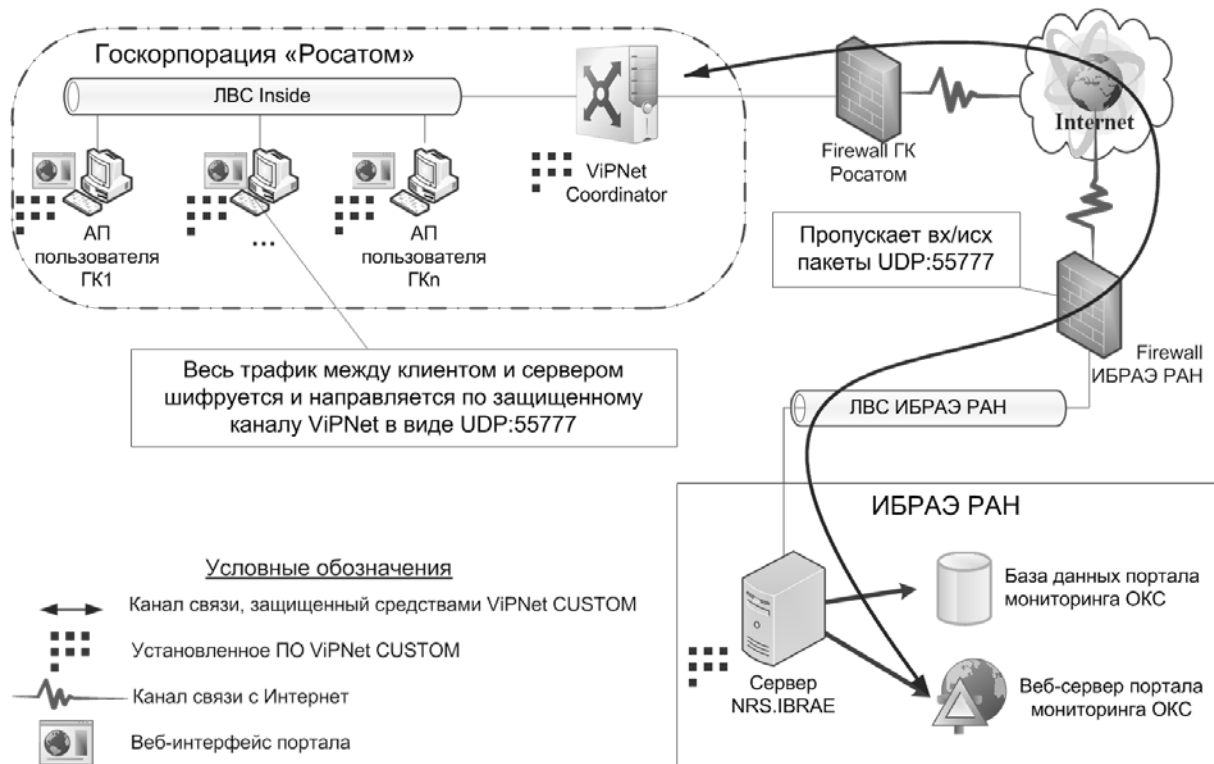 Госкорпорация «Росатом»
ЛВС Inside
ViPNet
Coordinator
АП
пользователя
ГК1
...
АП
пользователя
ГКn
Firewall ГК
Росатом
Internet
Пропускает вх/исх
пакеты UDP:55777
Firewall
ИБРАЭ РАН
Весь трафик между клиентом и сервером
шифруется и направляется по защищенному
каналу ViPNet в виде UDP:55777
ЛВС ИБРАЭ РАН
ИБРАЭ РАН
База данных портала
мониторинга ОКС
Сервер
NRS.IBRAE
Веб-сервер портала
мониторинга ОКС
Условные обозначения
Канал связи, защищенный средствами ViPNet CUSTOM
Установленное ПО ViPNet CUSTOM
Канал связи с Интернет
Веб-интерфейс портала